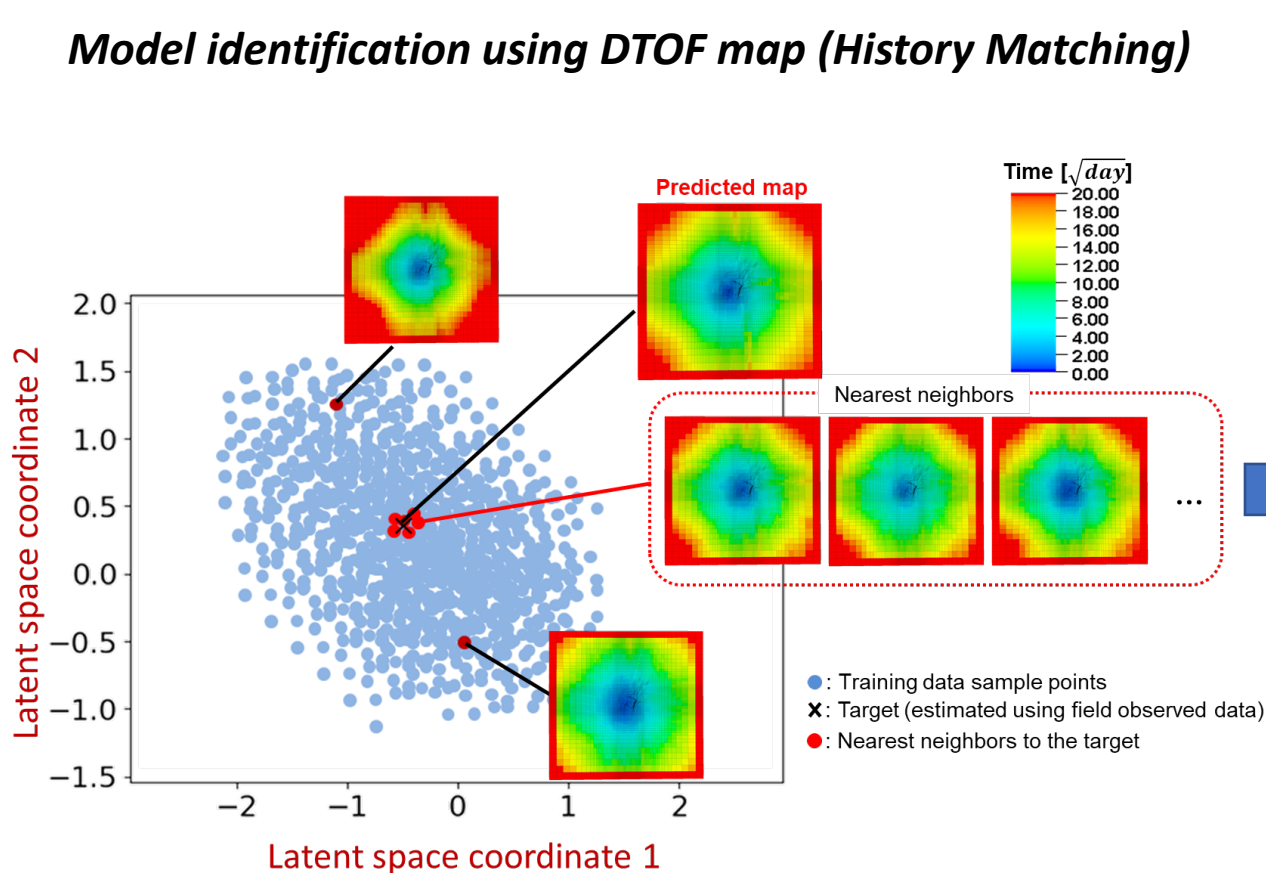 Model identification using DTOF map (History Matching)
Time [√day]
Predicted map
20.00
18.00
16.00
14.00
12.00
10.00
8.00
6.00
4.00
2.00
0.00
Nearest neighbors
...
Latent space coordinate 2
2.0
1.5
1.0
0.5
0.0
−0.5
−1.0
−1.5
−2
−1
0
1
2
Latent space coordinate 1
: Training data sample points
×: Target (estimated using field observed data)
: Nearest neighbors to the target